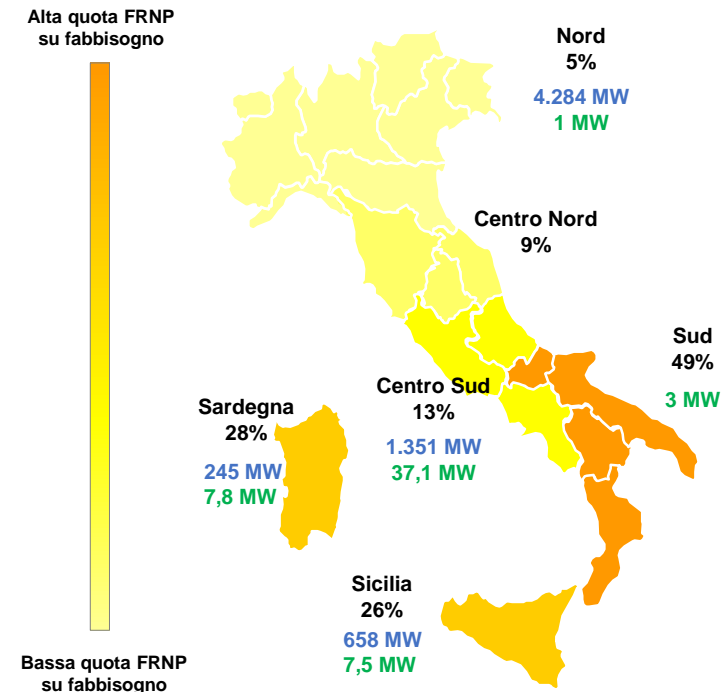 Alta quota FRNP
su fabbisogno
Nord
5%
4.284 MW
1 MW
Centro Nord
9%
Sud
49%
3 MW
Centro Sud
13%
1.351 MW
37,1 MW
Sardegna
28%
245 MW
7,8 MW
Sicilia
26%
658 MW
7,5 MW
Bassa quota FRNP
su fabbisogno